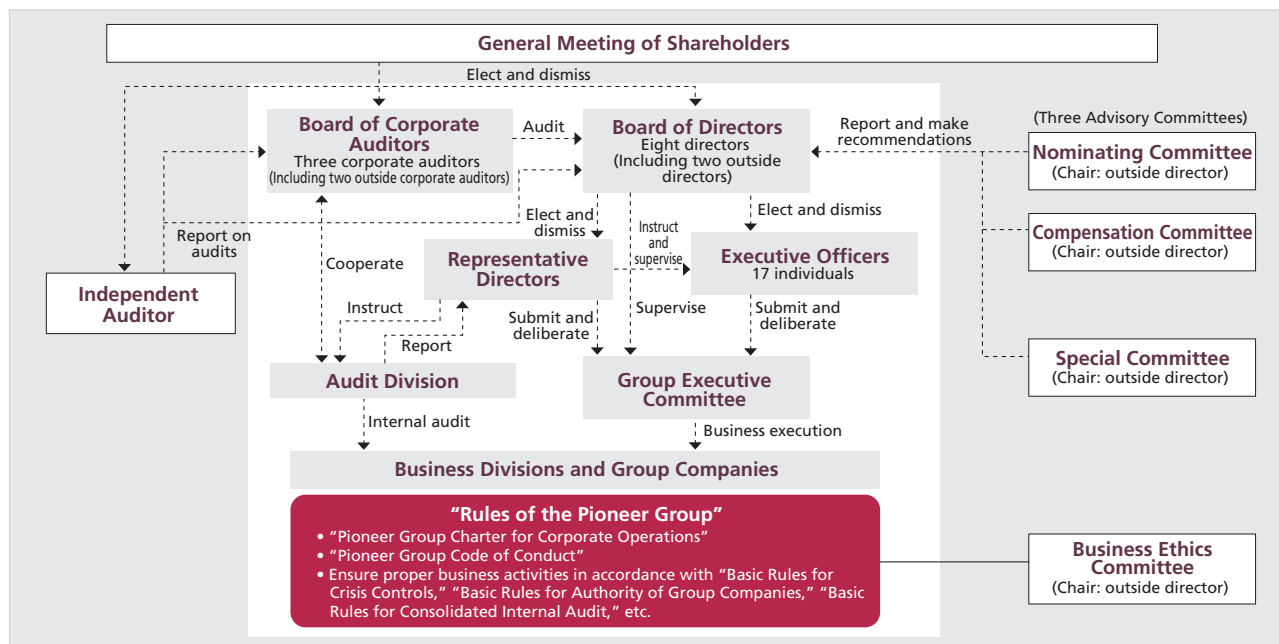 General Meeting of Shareholders
Elect and dismiss
Board of Corporate
Auditors
Three corporate auditors
(Including two outside corporate auditors)
Audit
Board of Directors
Eight directors
(Including two outside
directors)
Report and make
recommendations
(Three Advisory Committees)
Nominating Committee
(Chair: outside director)
Compensation Committee
(Chair: outside director)
Special Committee
(Chair: outside director)
Report on
audits
Independent
Auditor
Cooperate
Elect and
dismiss
Instruct
and
supervise
Elect and dismiss
Representative
Directors
Executive Officers
17 individuals
Instruct
Report
Submit and
deliberate
Supervise
Submit and
deliberate
Audit Division
Group Executive
Committee
Internal audit
Business execution
Business Divisions and Group Companies
“Rules of the Pioneer Group”
• “Pioneer Group Charter for Corporate Operations”
• “Pioneer Group Code of Conduct”
• Ensure proper business activities in accordance with “Basic Rules for
Crisis Controls,” “Basic Rules for Authority of Group Companies,” “Basic
Rules for Consolidated Internal Audit,” etc.
Business Ethics
Committee
(Chair: outside director)